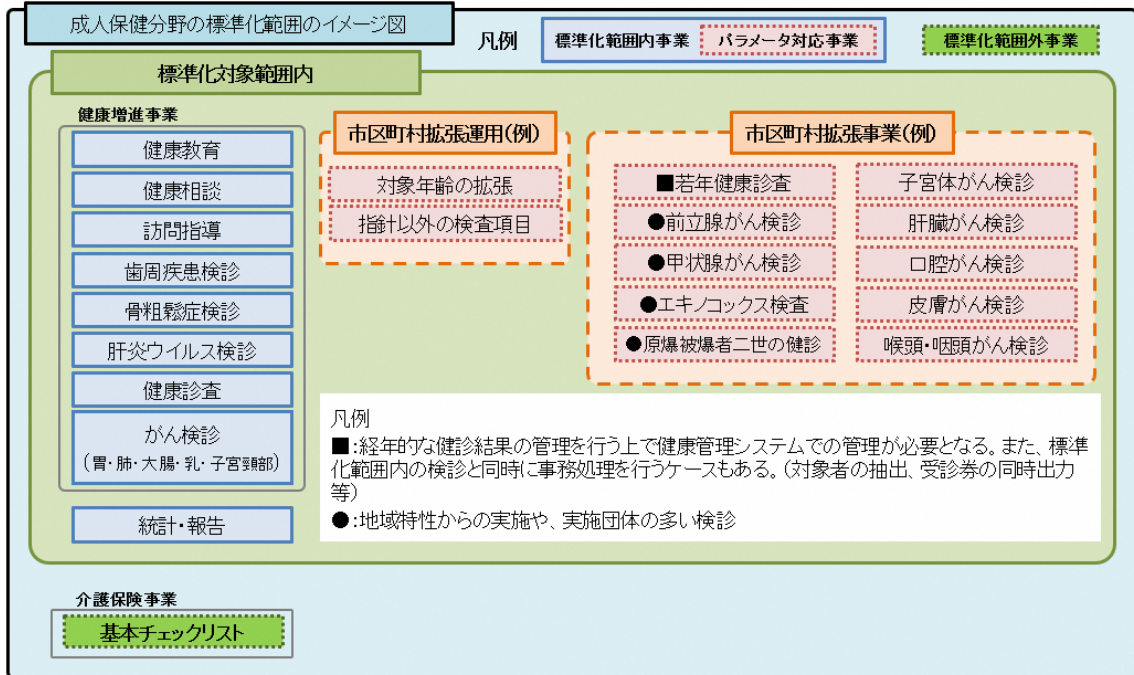 成人保健分野の標準化範囲のイメージ図
凡例
標準化範囲内事業
パラメータ対応事業
標準化範囲外事業
標準化対象範囲内
健康増進事業
健康教育
健康相談
訪問指導
歯周疾患検診
骨粗鬆症検診
肝炎ウイルス検診
健康診査
がん検診
(胃・肺・大腸・乳・子宮頸部)
統計・報告
市区町村拡張運用(例)
対象年齢の拡張
指針以外の検査項目
市区町村拡張事業(例)
■若年健康診査
●前立腺がん検診
●甲状腺がん検診
●エキノコックス検査
●原爆被爆者二世の健診
子宮体がん検診
肝臓がん検診
口腔がん検診
皮膚がん検診
喉頭・咽頭がん検診
凡例
■:経年的な健診結果の管理を行う上で健康管理システムでの管理が必要となる。また、標準
化範囲内の検診と同時に事務処理を行うケースもある。(対象者の抽出、受診券の同時出力
等)
●:地域特性からの実施や、実施団体の多い検診
介護保険事業
基本チェックリスト